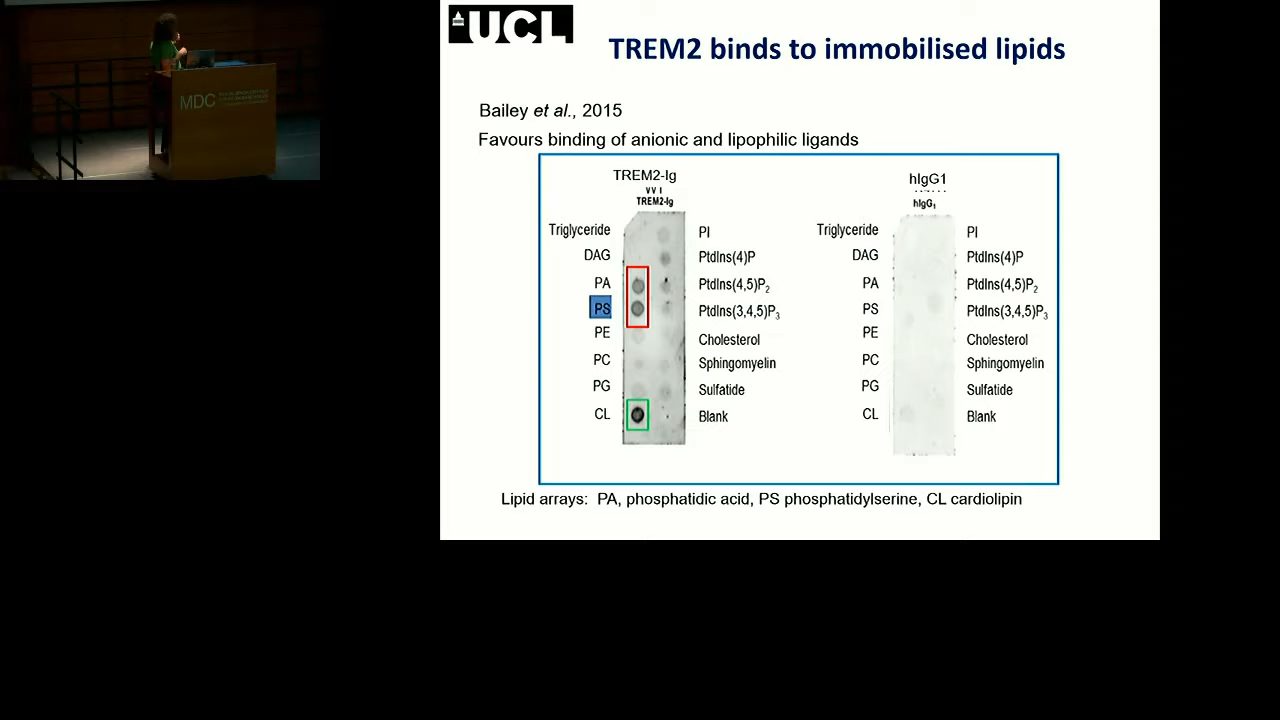 UCL
TREM2 binds to immobilised lipids
MDC
Bailey et al., 2015
Favours binding of anionic and lipophilic ligands
TREM2-Ig
TREM2-Ig
Triglyceride
DAG
PA
PS
PE
PC
PG
CL
PI
PtdIns(4)P
PtdIns(4,5)P2
PtdIns(3,4,5)P3
Cholesterol
Sphingomyelin
Sulfatide
Blank
hIgG1
hIgG1
Triglyceride
DAG
PA
PS
PE
PC
PG
CL
PI
PtdIns(4)P
PtdIns(4,5)P2
PtdIns(3,4,5)P3
Cholesterol
Sphingomyelin
Sulfatide
Blank
Lipid arrays: PA, phosphatidic acid, PS phosphatidylserine, CL cardiolipin